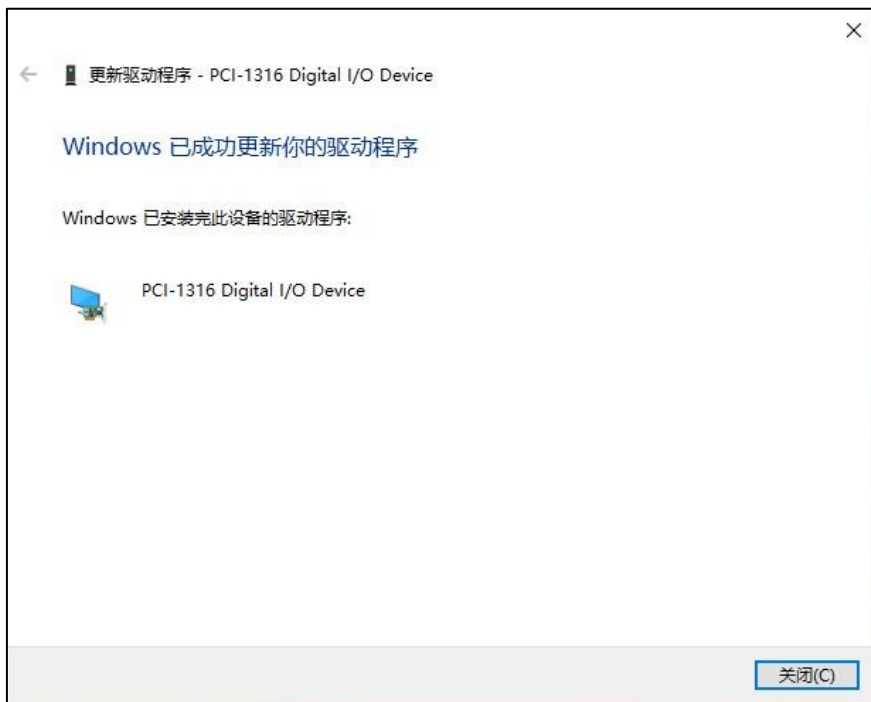 更新驱动程序 - PCI-1316 Digital I/O Device
Windows 已成功更新你的驱动程序
Windows 已安装完此设备的驱动程序:
PCI-1316 Digital I/O Device
关闭(C)